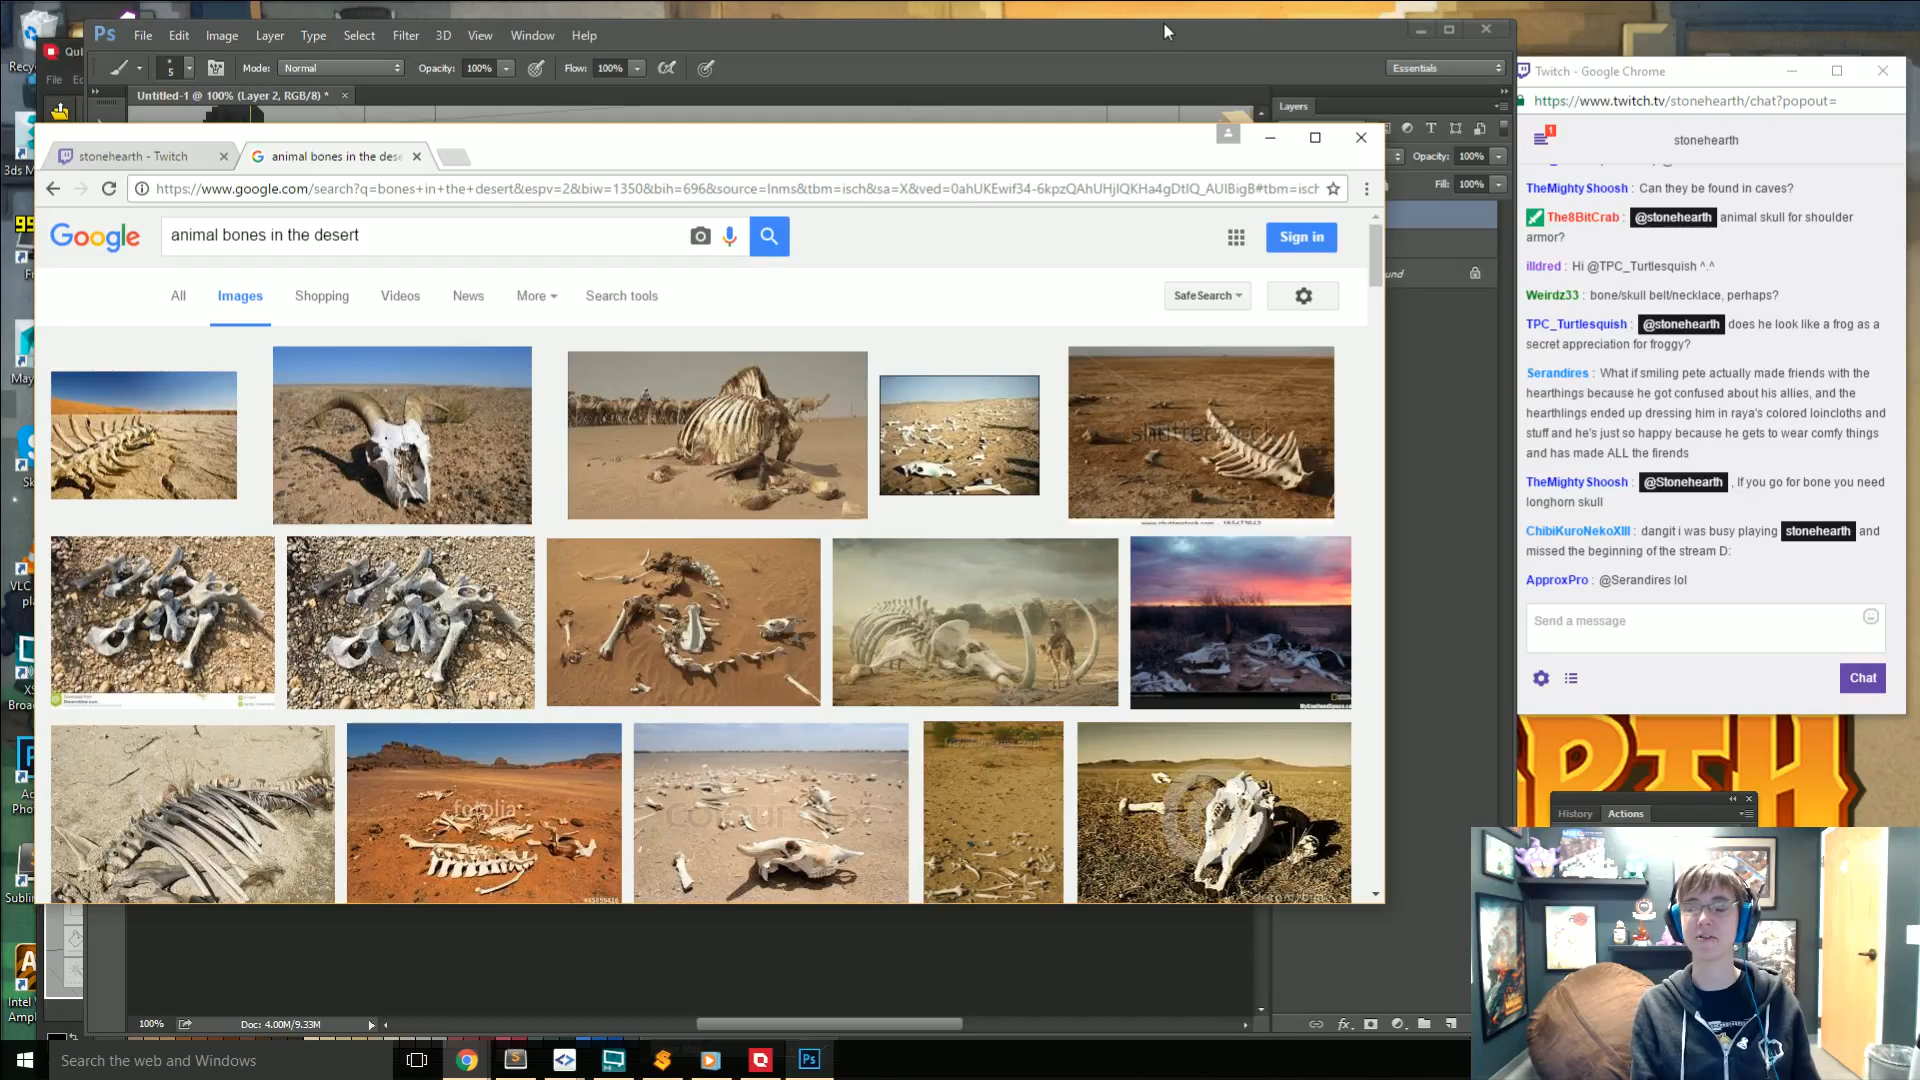 Ps File Edit Image Layer Type Select Filter 3D View Window Help
5 Mode: Normal Opacity: 100% Flow: 100% Essentials
Untitled-1 @ 100% (Layer 2, RGB/8) * ×
Layers
Opacity: 100%
Fill: 100%
stonehearth - Twitch
animal bones in the dese
https://www.google.com/search?q=bones+in+the+desert&espv=2&biw=1350&bih=696&source=lnms&tbm=isch&sa=X&ved=0ahUKEwif34-6kpzQAhUHjlQKHa4gDtIQ_AUIBigB#tbm=isch
Google
animal bones in the desert
Sign in
All Images Shopping Videos News More Search tools
SafeSearch
shutterstock
fotolia
Twitch - Google Chrome
https://www.twitch.tv/stonehearth/chat?popout=
1
stonehearth
TheMightyShoosh : Can they be found in caves?
The8BitCrab : @stonehearth animal skull for shoulder
armor?
illdred : Hi @TPC_Turtlesquish ^.^
Weirdz33 : bone/skull belt/necklace, perhaps?
TPC_Turtlesquish : @stonehearth does he look like a frog as a
secret appreciation for froggy?
Serandires : What if smiling pete actually made friends with the
hearthings because he got confused about his allies, and the
hearthlings ended up dressing him in raya's colored loincloths and
stuff and he's just so happy because he gets to wear comfy things
and has made ALL the firends
TheMightyShoosh : @Stonehearth , If you go for bone you need
longhorn skull
ChibiKuroNekoXIII : dangit i was busy playing stonehearth and
missed the beginning of the stream D:
ApproxPro : @Serandires lol
Send a message
Chat
History Actions
100% Doc: 4.00M/9.33M
fx
Search the web and Windows
Ps